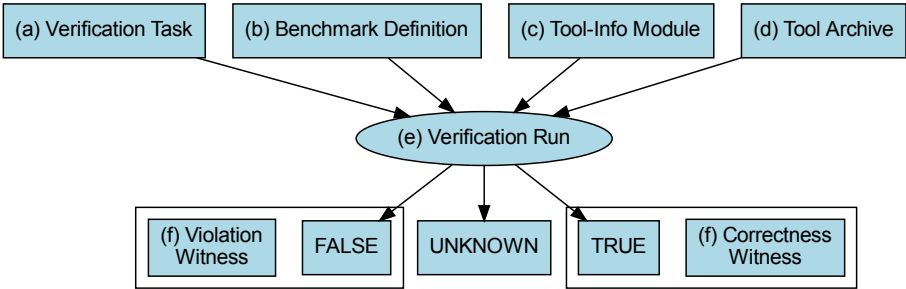 (a) Verification Task
(b) Benchmark Definition
(c) Tool-Info Module
(d) Tool Archive
(e) Verification Run
(f) Violation
Witness
FALSE
UNKNOWN
TRUE
(f) Correctness
Witness